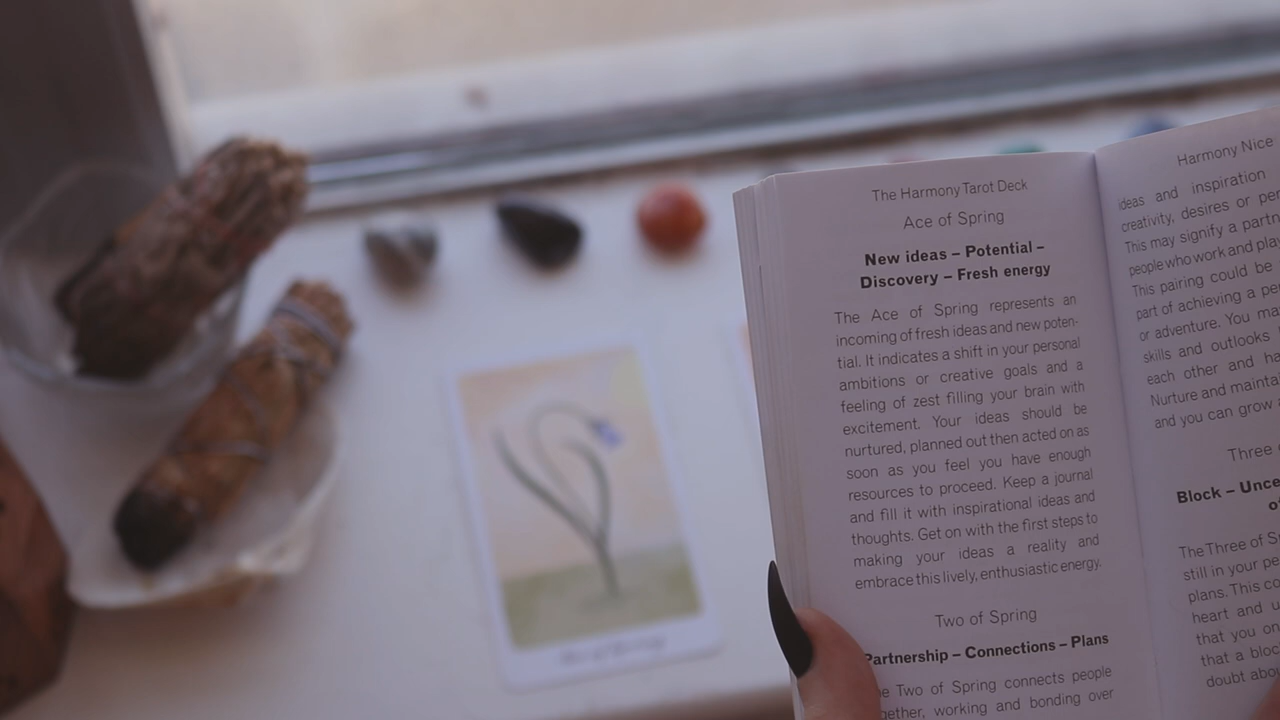 The Harmony Tarot Deck
Ace of Spring
New ideas – Potential –
Discovery – Fresh energy
The Ace of Spring represents an
incoming of fresh ideas and new poten-
tial. It indicates a shift in your personal
ambitions or creative goals and a
feeling of zest filling your brain with
excitement. Your ideas should be
nurtured, planned out then acted on as
soon as you feel you have enough
resources to proceed. Keep a journal
and fill it with inspirational ideas and
thoughts. Get on with the first steps to
making your ideas a reality and
embrace this lively, enthusiastic energy.
Two of Spring
Partnership – Connections – Plans
Two of Spring connects people
working and bonding over
Harmony Nice
ideas and inspiration
creativity, desires or
This may signify a
people who work and
This pairing could be
part of achieving a
or adventure. You
skills and outlooks
each other and
Nurture and
and you can grow
Three
Block –
The Three of
still in your
plans. This
heart and
that you
that a
doubt